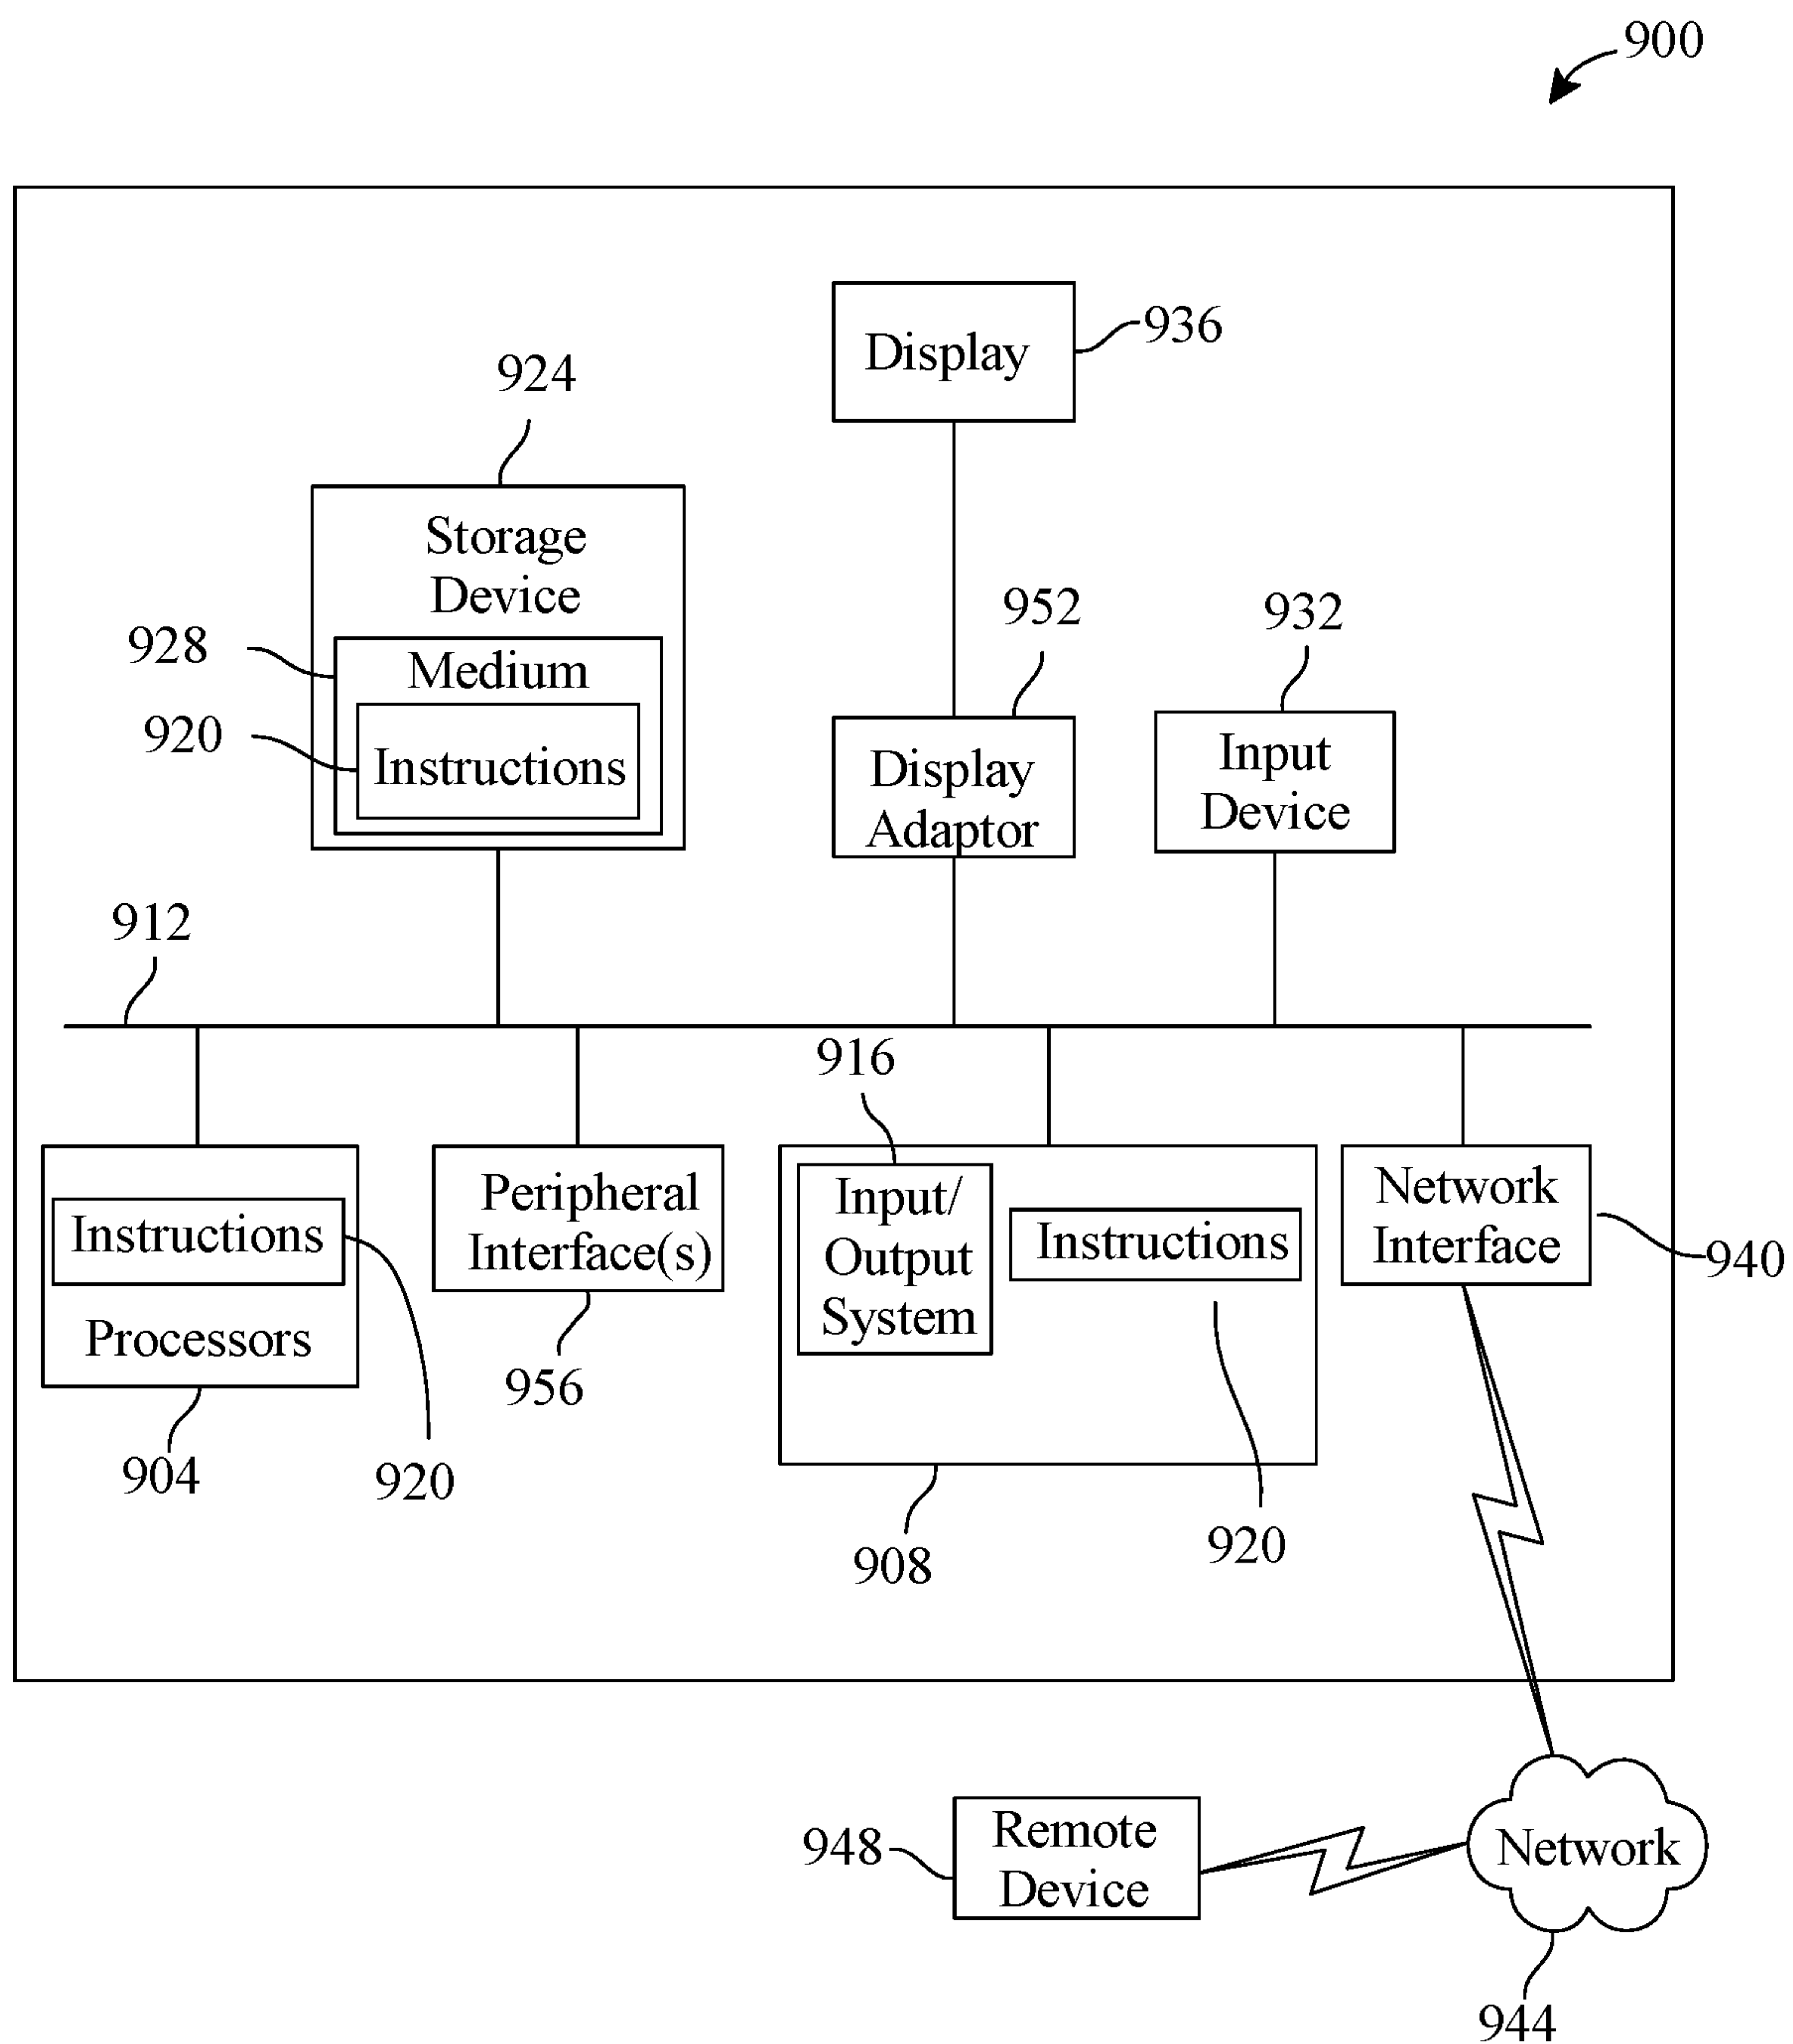 900
Display
936
924
Storage
Device
928
Medium
920
Instructions
952
Display
Adaptor
932
Input
Device
912
916
Instructions
Processors
904
920
Peripheral
Interface(s)
956
Input/
Output
System
Instructions
908
920
Network
Interface
940
948
Remote
Device
Network
944